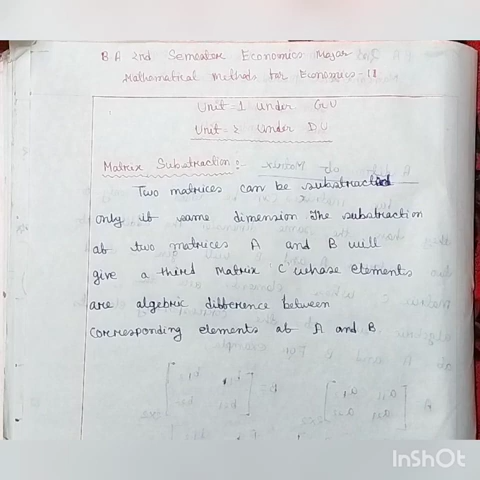 B A 2nd Semester Economics Major
Mathematical Methods for Economics-II
Unit-1 Under G.U
Unit-2 Under D.U
Matrix Substraction:-
Two matrices can be substracted
only if same dimension The substraction
of two matrices A and B will
give a third Matrix C whose elements
are algebric difference between
Corresponding elements of A and B.
InShOt